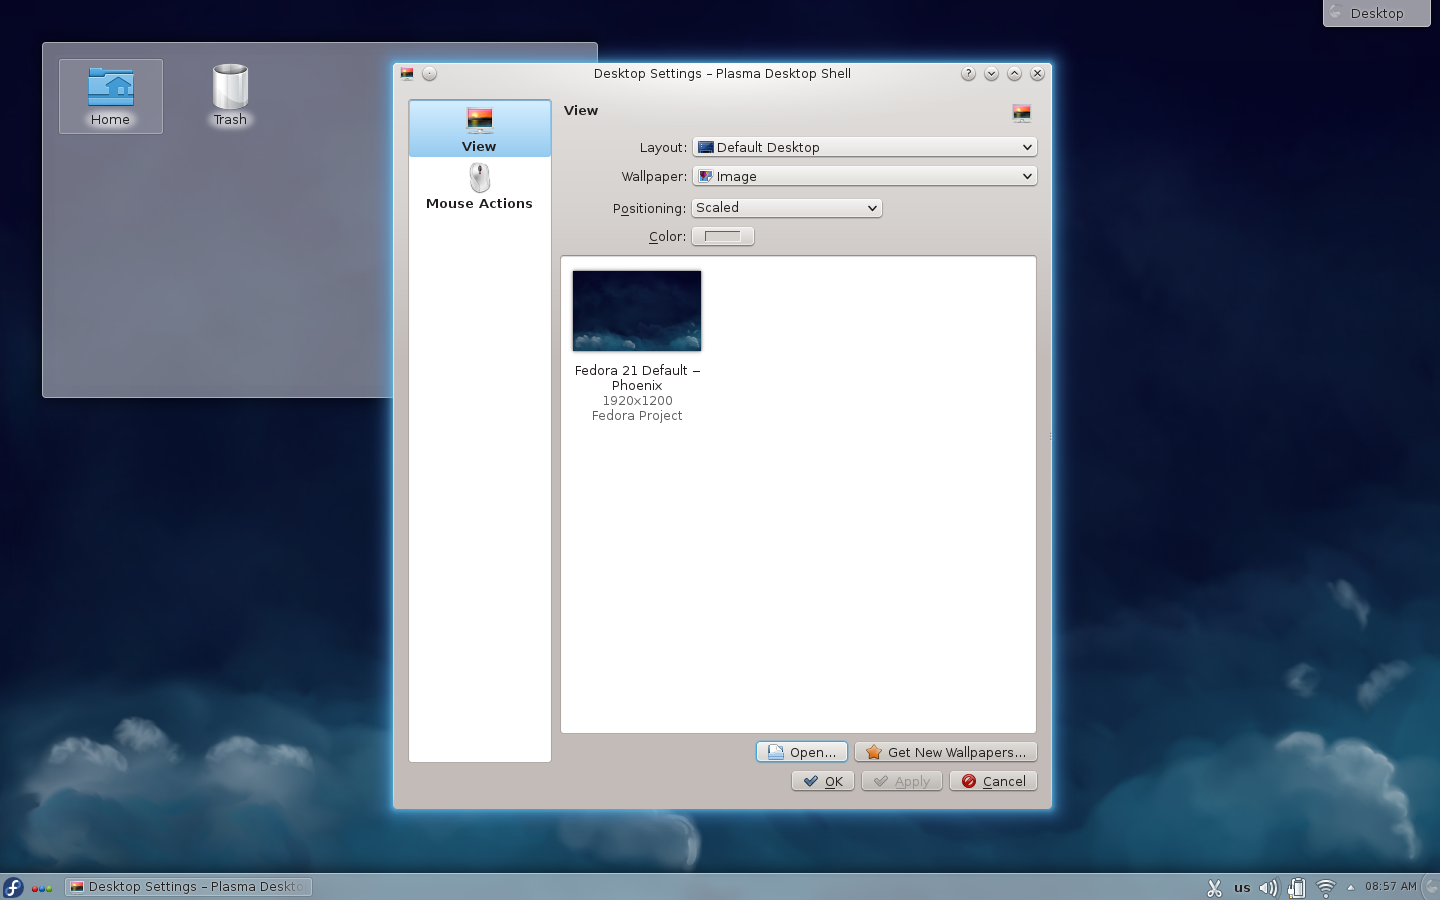 Desktop
Home
Trash
Desktop Settings – Plasma Desktop Shell
View
Mouse Actions
View
Layout: Default Desktop
Wallpaper: Image
Positioning: Scaled
Color:
Fedora 21 Default –
Phoenix
1920x1200
Fedora Project
Open...
Get New Wallpapers...
OK
Apply
Cancel
Desktop Settings – Plasma Deskto
us
08:57 AM